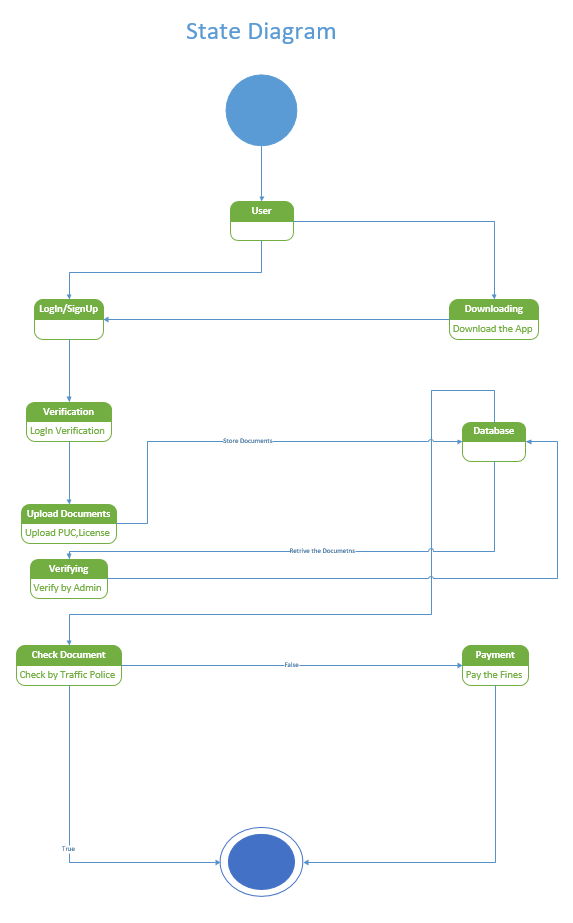 State Diagram
User
LogIn/SignUp
Downloading
Download the App
Verification
LogIn Verification
Database
Store Documents
Upload Documents
Upload PUC,License
Retrive the Documetns
Verifying
Verify by Admin
Check Document
Check by Traffic Police
False
Payment
Pay the Fines
True